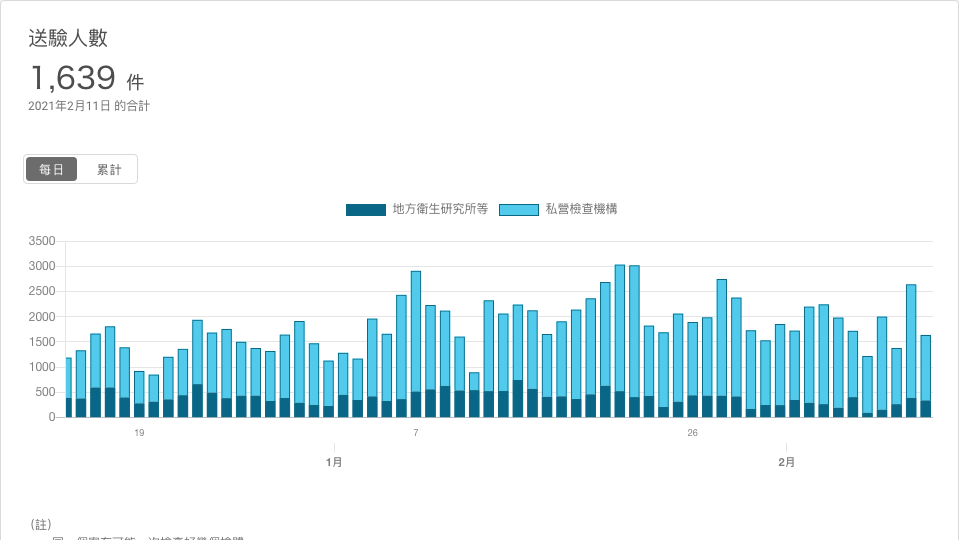 送驗人數
1,639 件
2021年2月11日 的合計
每日 累計
地方衛生研究所等 私營檢查機構
3500
3000
2500
2000
1500
1000
500
0
19 7 26
1月 2月
(註)